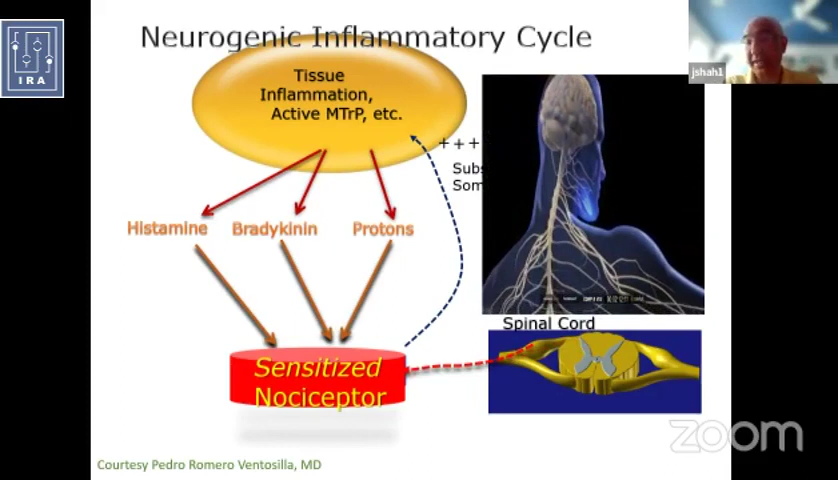 Neurogenic Inflammatory Cycle
IRA
jshah1
Tissue
Inflammation,
Active MTrP, etc.
+++
Subs
Som
Histamine Bradykinin Protons
Spinal Cord
Sensitized
Nociceptor
zoom
Courtesy Pedro Romero Ventosilla, MD